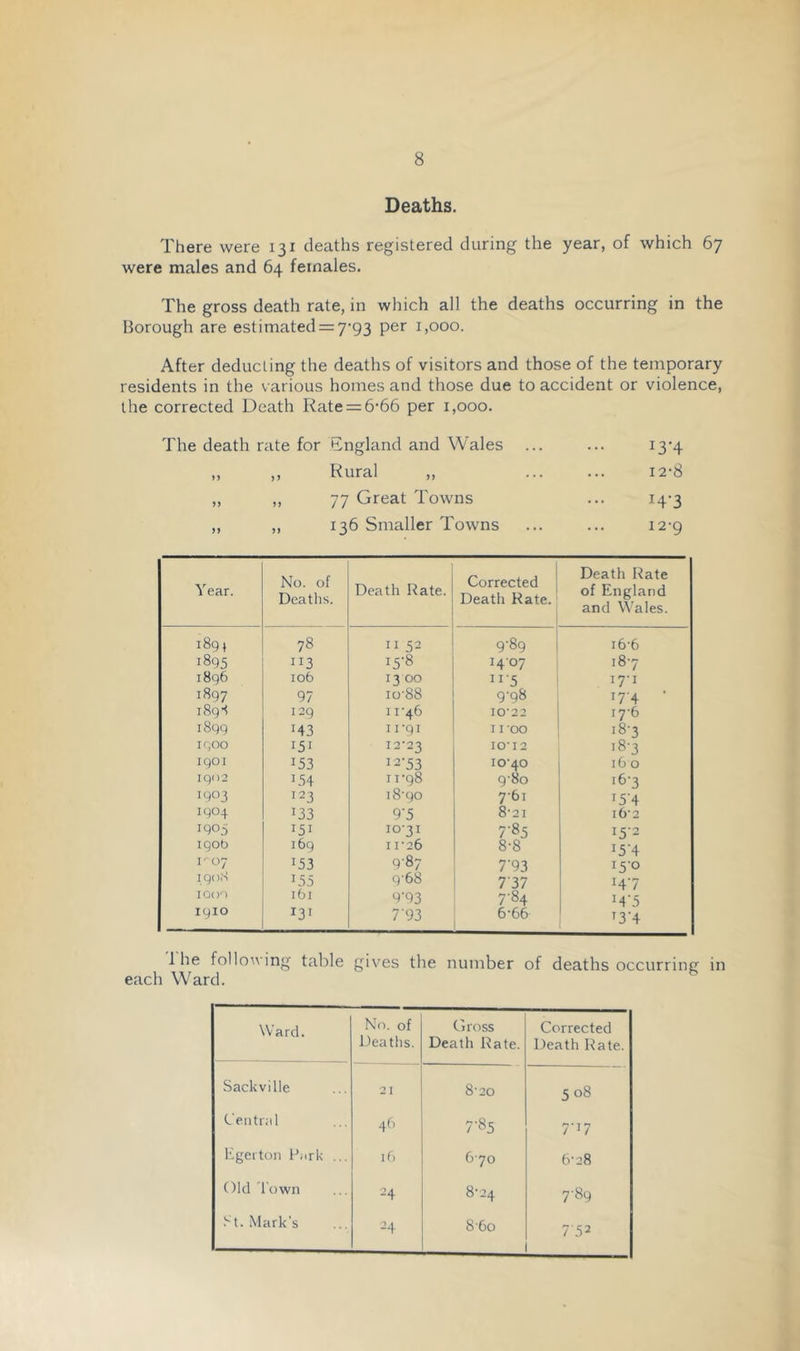 8
Deaths.
There were 131 deaths registered during the year, of which 67
were males and 64 females.
The gross death rate, in which all the deaths occurring in the
Borough are estimated=7·93 per 1,000.
After deducting the deaths of visitors and those of the temporary
residents in the various homes and those due to accident or violence,
the corrected Death Rate=6·66 per 1,000.
The death rate for England and Wales ... ... 13·4
,, ,, Rural ,, ... ... 12·8
,, ,, 77 Great Towns ... 14·3
,, ,, 136 Smaller Towns ... ... 12·9
Year. No. of Deaths. Death Rate. Corrected Death Rate. Death Rate of England and Wales.
1894 78 11 52 9·89 16·6
1895 113 15·8 14·07 18·7
1896 106 13 00 11·5 17·1
1897 97 10·88 9·98 17·4
1898 129 11·46 10·22 17·6
1899 143 11·91 11·00 18·3
1900 151 12·23 10·12 18·3
1901 153 12·53 10·40 16 0
1902 154 11·98 9·80 16·3
1903 123 18·90 7·61 15·4
1904 133 9·5 8·21 16·2
1905 151 10·31 7·85 15·2
1906 169 11·26 8·8 15·4
1907 153 9·87 7·93 15·0
1908 155 9·68 7·37 14·7
1909 161 9·93 7·84 14·5
1910 131 7·93 6·66 13·4
The following table gives the number of deaths occurring in
each Ward.
Ward. No. of Deaths. Gross Death Rate. Corrected Death Rate.
Sackville ... 21 8·20 5 08
Central ... 46 7·85 7·17
Egerton Park ... 16 6·70 6·28
Old Town ... 24 8·24 7·89
St. Mark's ... 24 8·60 7·52